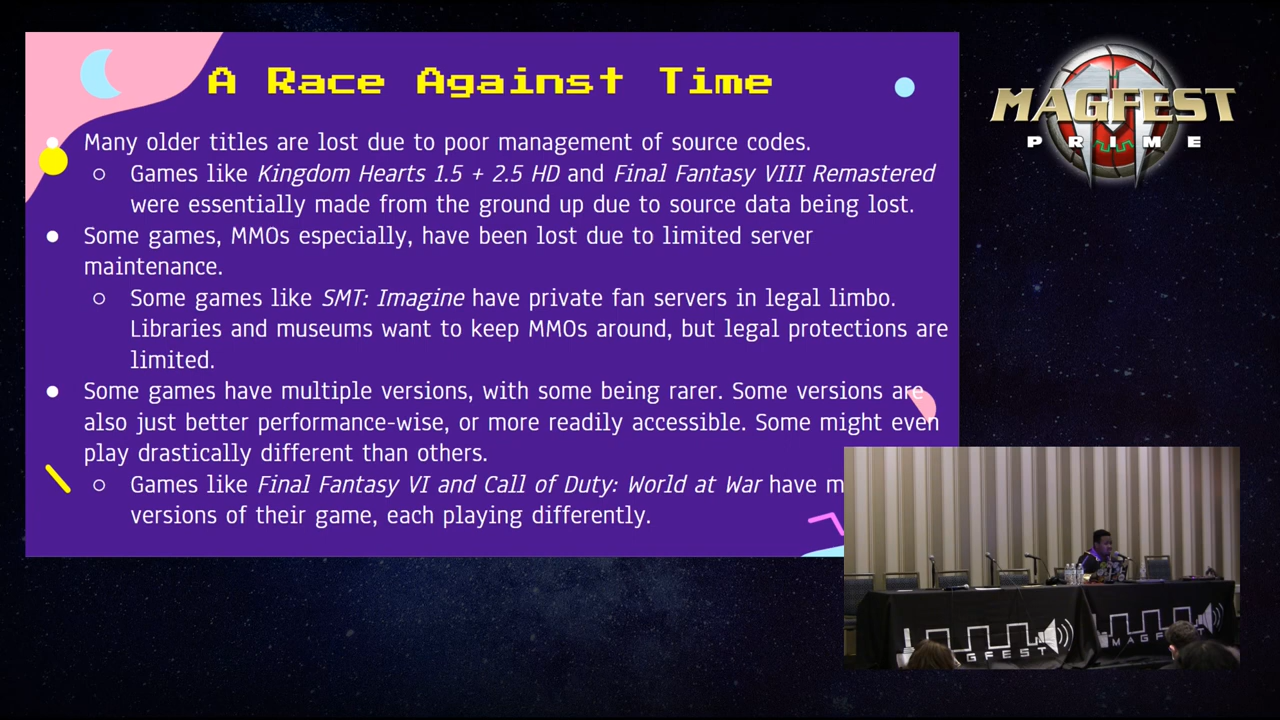 A Race Against Time
Many older titles are lost due to poor management of source codes.
Games like Kingdom Hearts 1.5 + 2.5 HD and Final Fantasy VIII Remastered
were essentially made from the ground up due to source data being lost.
Some games, MMOs especially, have been lost due to limited server
maintenance.
Some games like SMT: Imagine have private fan servers in legal limbo.
Libraries and museums want to keep MMOs around, but legal protections are
limited.
Some games have multiple versions, with some being rarer. Some versions are
also just better performance-wise, or more readily accessible. Some might even
play drastically different than others.
Games like Final Fantasy VI and Call of Duty: World at War have
versions of their game, each playing differently.
MAGFEST
PRIME
GFEST
MAGFEST